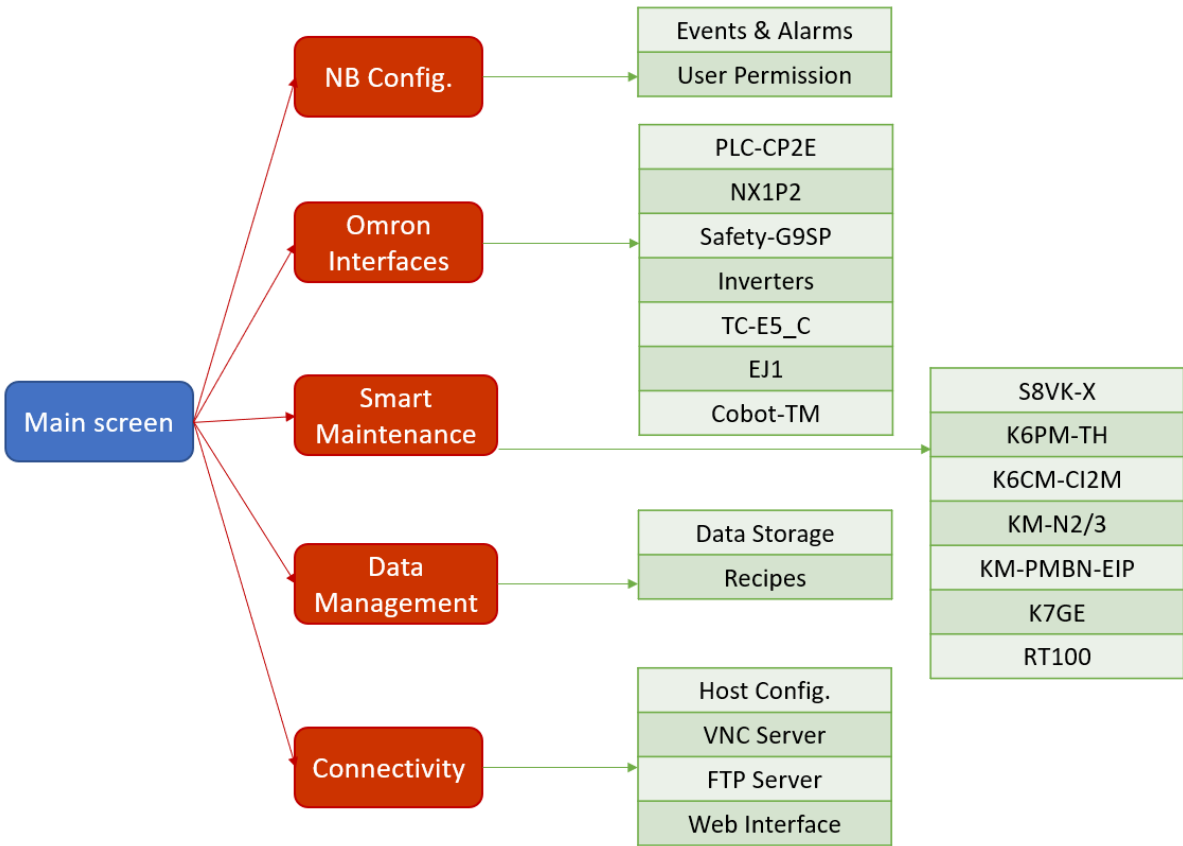 Main screen
NB Config.
Events & Alarms
User Permission
Omron
Interfaces
PLC-CP2E
NX1P2
Safety-G9SP
Inverters
TC-E5_C
EJ1
Cobot-TM
Smart
Maintenance
S8VK-X
K6PM-TH
K6CM-CI2M
KM-N2/3
KM-PMBN-EIP
K7GE
RT100
Data
Management
Data Storage
Recipes
Connectivity
Host Config.
VNC Server
FTP Server
Web Interface